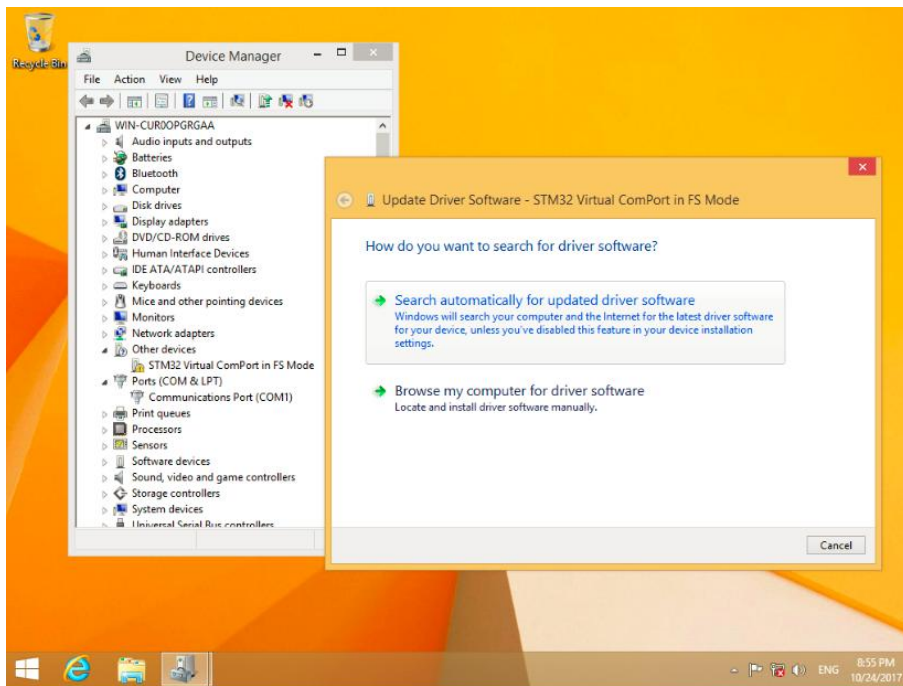 Recycle Bin
Device Manager
File Action View Help
WIN-CUR0OPGRGAA
Audio inputs and outputs
Batteries
Bluetooth
Computer
Disk drives
Display adapters
DVD/CD-ROM drives
Human Interface Devices
IDE ATA/ATAPI controllers
Keyboards
Mice and other pointing devices
Monitors
Network adapters
Other devices
STM32 Virtual ComPort in FS Mode
Ports (COM & LPT)
Communications Port (COM1)
Print queues
Processors
Sensors
Software devices
Sound, video and game controllers
Storage controllers
System devices
Universal Serial Bus controllers
Update Driver Software - STM32 Virtual ComPort in FS Mode
How do you want to search for driver software?
Search automatically for updated driver software
Windows will search your computer and the Internet for the latest driver software
for your device, unless you've disabled this feature in your device installation
settings.
Browse my computer for driver software
Locate and install driver software manually.
Cancel
ENG
8:55 PM
10/24/2017